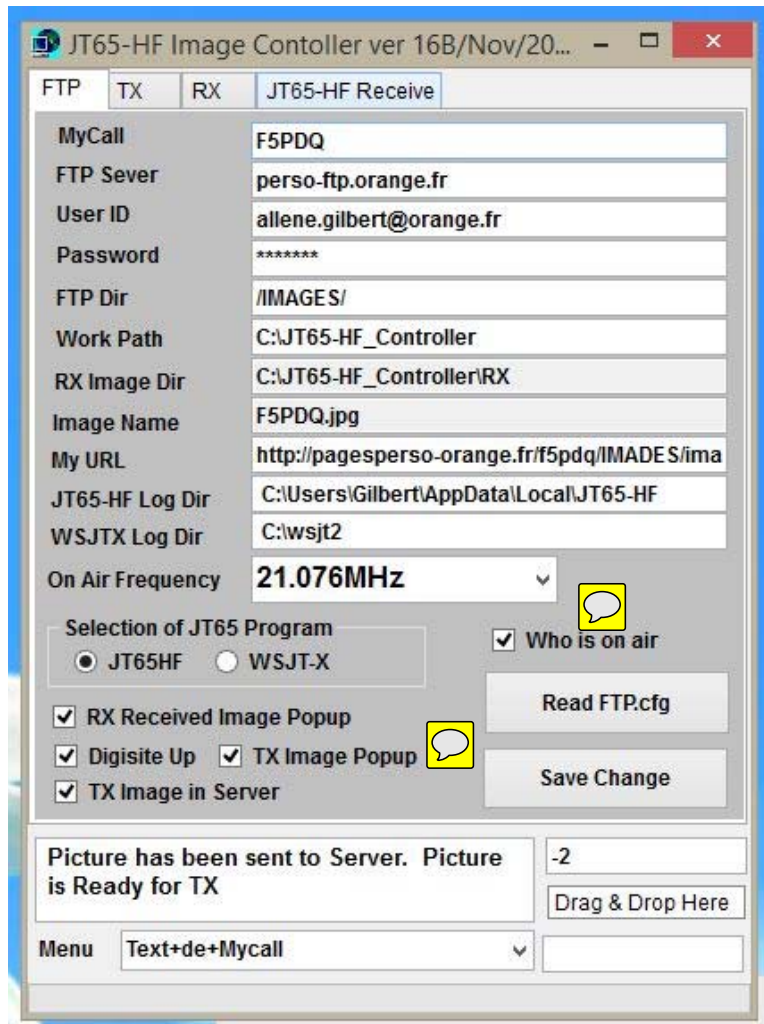 JT65-HF Image Contoller ver 16B/Nov/20...
FTP TX RX JT65-HF Receive
MyCall F5PDQ
FTP Sever perso-ftp.orange.fr
User ID allene.gilbert@orange.fr
Password *******
FTP Dir /IMAGES/
Work Path C:\JT65-HF_Controller
RX Image Dir C:\JT65-HF_Controller\RX
Image Name F5PDQ.jpg
My URL http://pagesperso-orange.fr/f5pdq/IMADES/ima
JT65-HF Log Dir C:\Users\Gilbert\AppData\Local\JT65-HF
WSJTX Log Dir C:\wsjt2
On Air Frequency 21.076MHz
Selection of JT65 Program
JT65HF WSJT-X
Who is on air
RX Received Image Popup
Read FTP.cfg
Digisite Up TX Image Popup
TX Image in Server
Save Change
Picture has been sent to Server. Picture
is Ready for TX
-2
Drag & Drop Here
Menu Text+de+Mycall